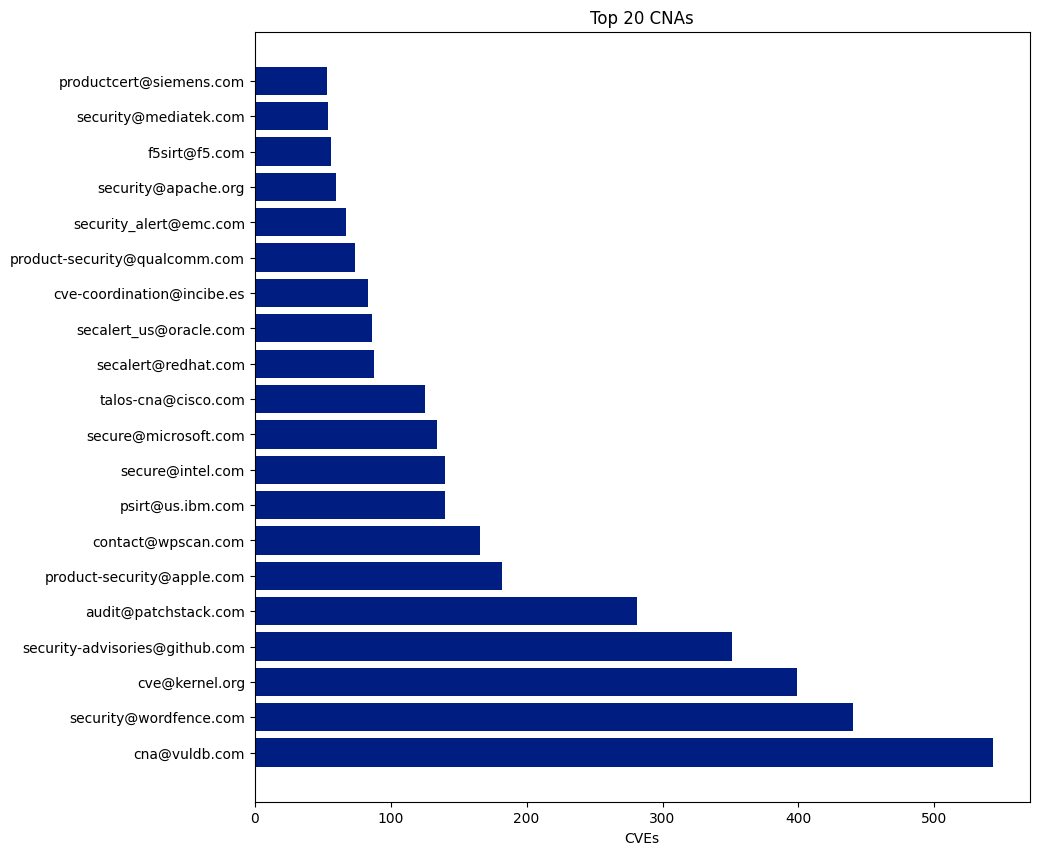 Top 20 CNAs
productcert@siemens.com
security@mediatek.com
f5sirt@f5.com
security@apache.org
security_alert@emc.com
product-security@qualcomm.com
cve-coordination@incibe.es
secalert_us@oracle.com
secalert@redhat.com
talos-cna@cisco.com
secure@microsoft.com
secure@intel.com
psirt@us.ibm.com
contact@wpscan.com
product-security@apple.com
audit@patchstack.com
security-advisories@github.com
cve@kernel.org
security@wordfence.com
cna@vuldb.com
0 100 200 300 400 500
CVEs